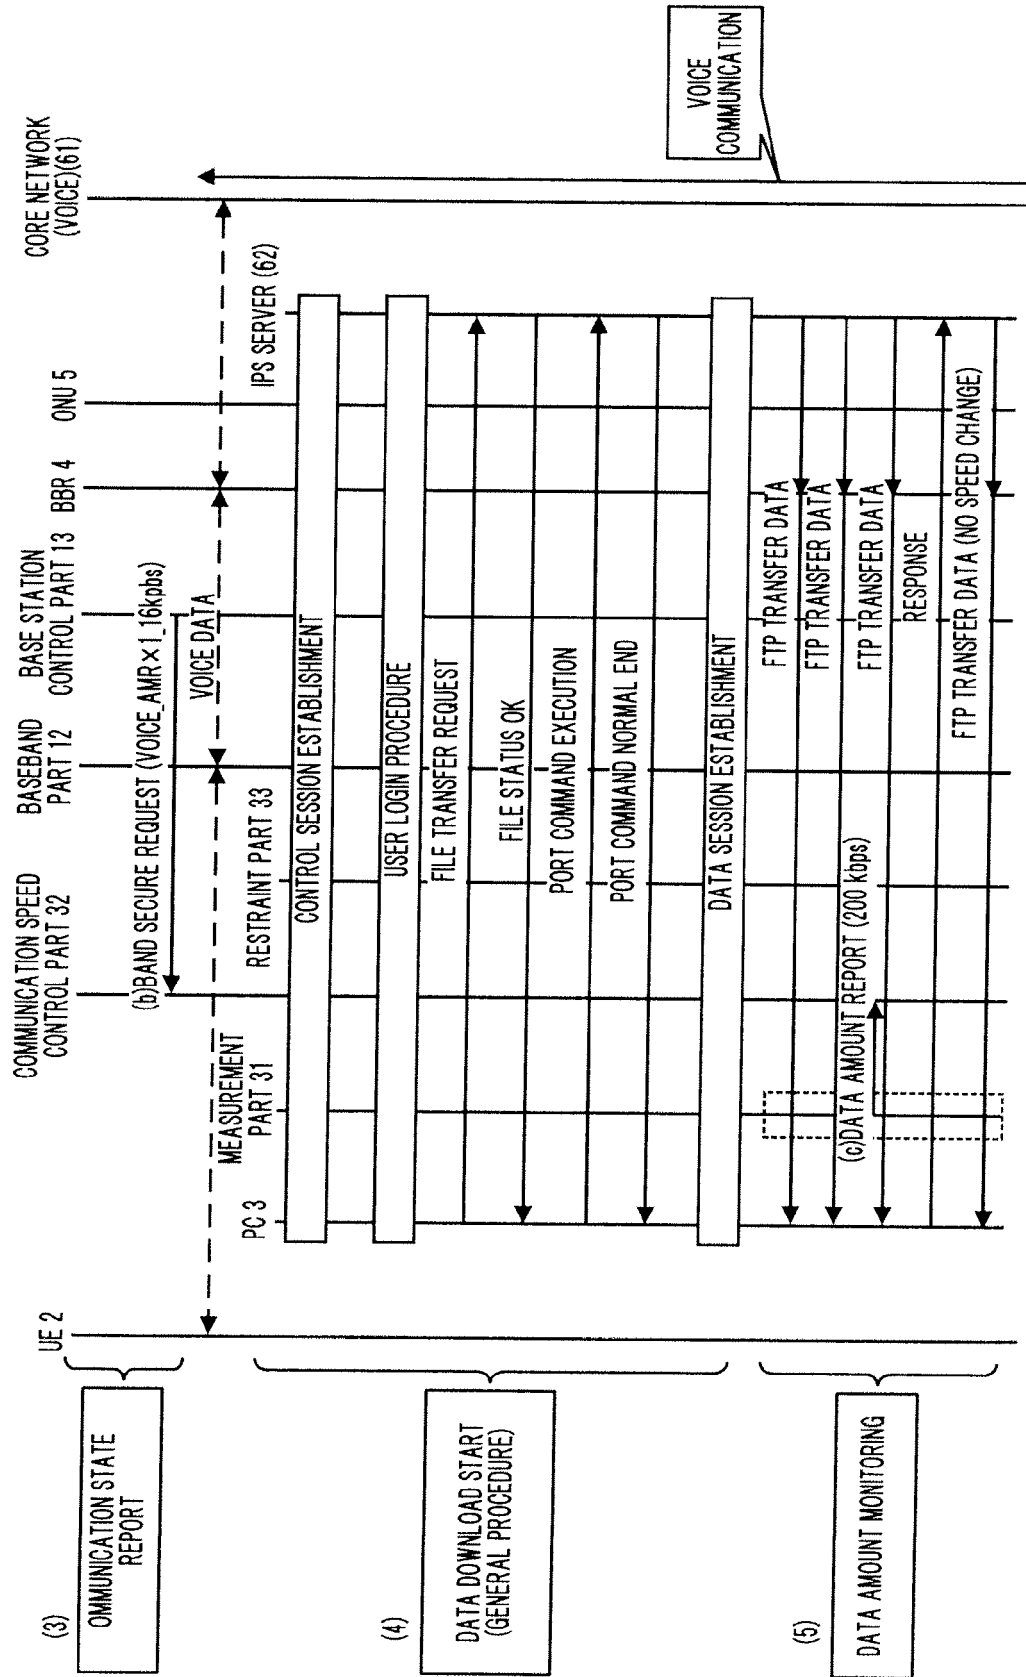 UE 2
COMMUNICATION SPEED
CONTROL PART 32
BASEBAND
PART 12
BASE STATION
CONTROL PART 13
BBR 4
ONU 5
CORE NETWORK
(VOICE)(61)
(3)
OMMUNICATION STATE
REPORT
(b)BAND SECURE REQUEST (VOICE_AMR×1_16kpbs)
VOICE DATA
PC 3
MEASUREMENT
PART 31
RESTRAINT PART 33
IPS SERVER (62)
(4)
DATA DOWNLOAD START
(GENERAL PROCEDURE)
CONTROL SESSION ESTABLISHMENT
USER LOGIN PROCEDURE
FILE TRANSFER REQUEST
FILE STATUS OK
PORT COMMAND EXECUTION
PORT COMMAND NORMAL END
DATA SESSION ESTABLISHMENT
VOICE
COMMUNICATION
(5)
DATA AMOUNT MONITORING
FTP TRANSFER DATA
FTP TRANSFER DATA
(c)DATA AMOUNT REPORT (200 kbps)
FTP TRANSFER DATA
RESPONSE
FTP TRANSFER DATA (NO SPEED CHANGE)